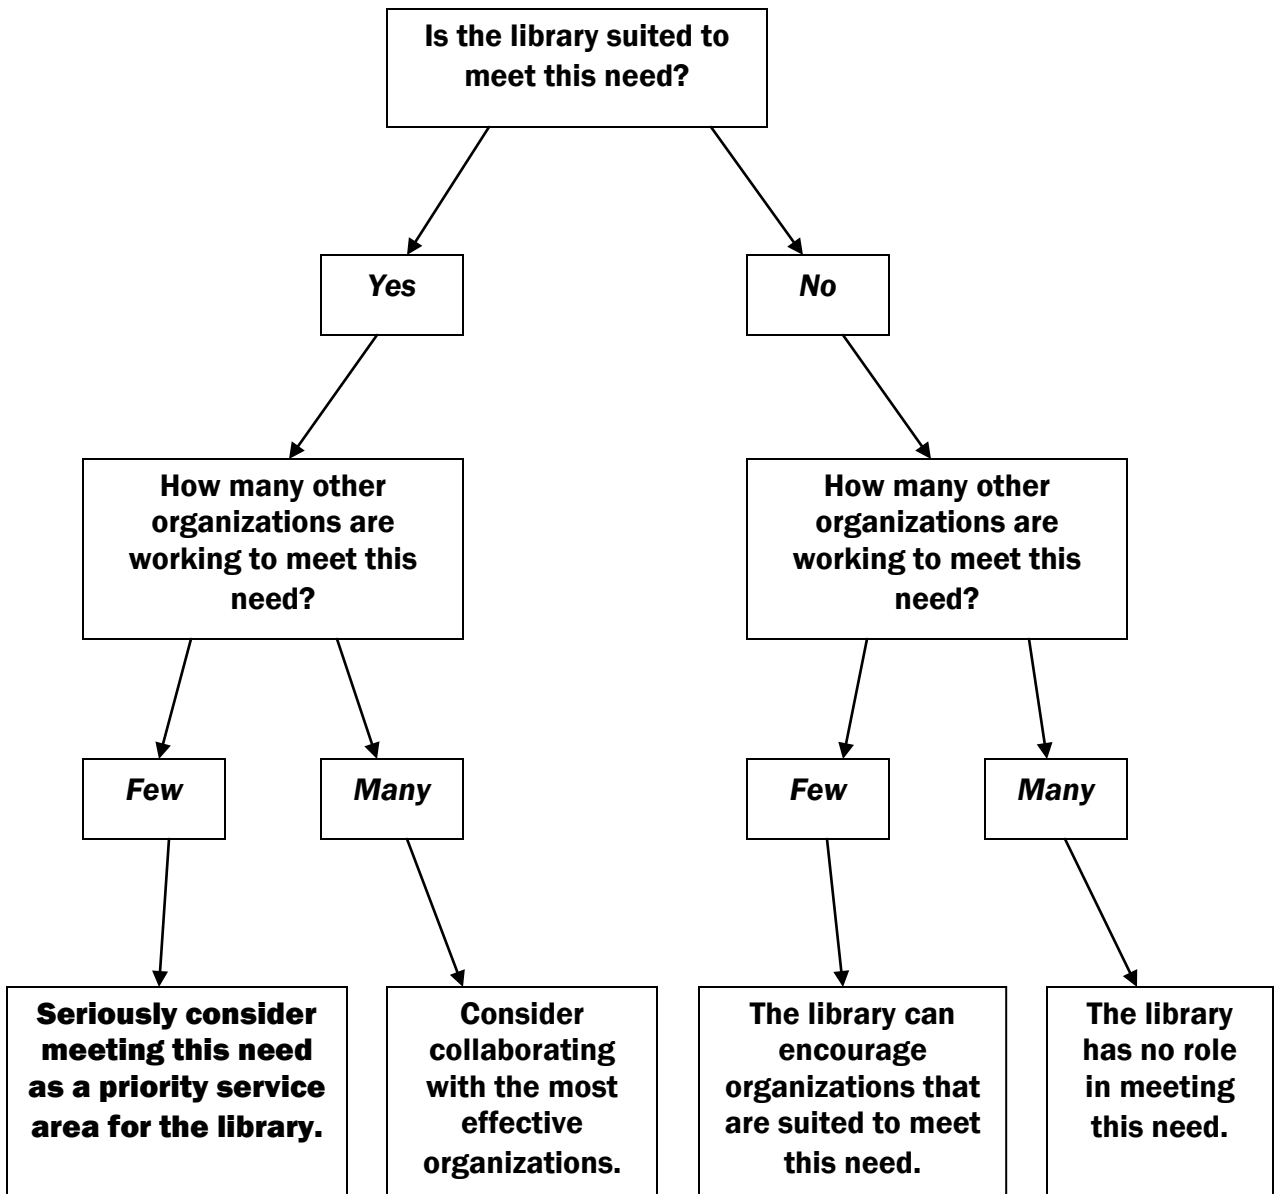 Is the library suited to
meet this need?
Yes
No
How many other
organizations are
working to meet this
need?
How many other
organizations are
working to meet this
need?
Few
Many
Few
Many
Seriously consider
meeting this need
as a priority service
area for the library.
Consider
collaborating
with the most
effective
organizations.
The library can
encourage
organizations that
are suited to meet
this need.
The library
has no role
in meeting
this need.